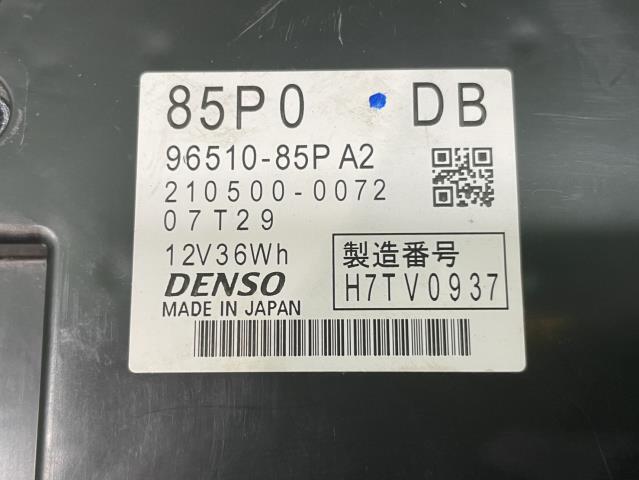 85P0 DB
96510-85P A2
210500-0072
07T29
12V36Wh
DENSO
MADE IN JAPAN
製造番号
H7TV0937